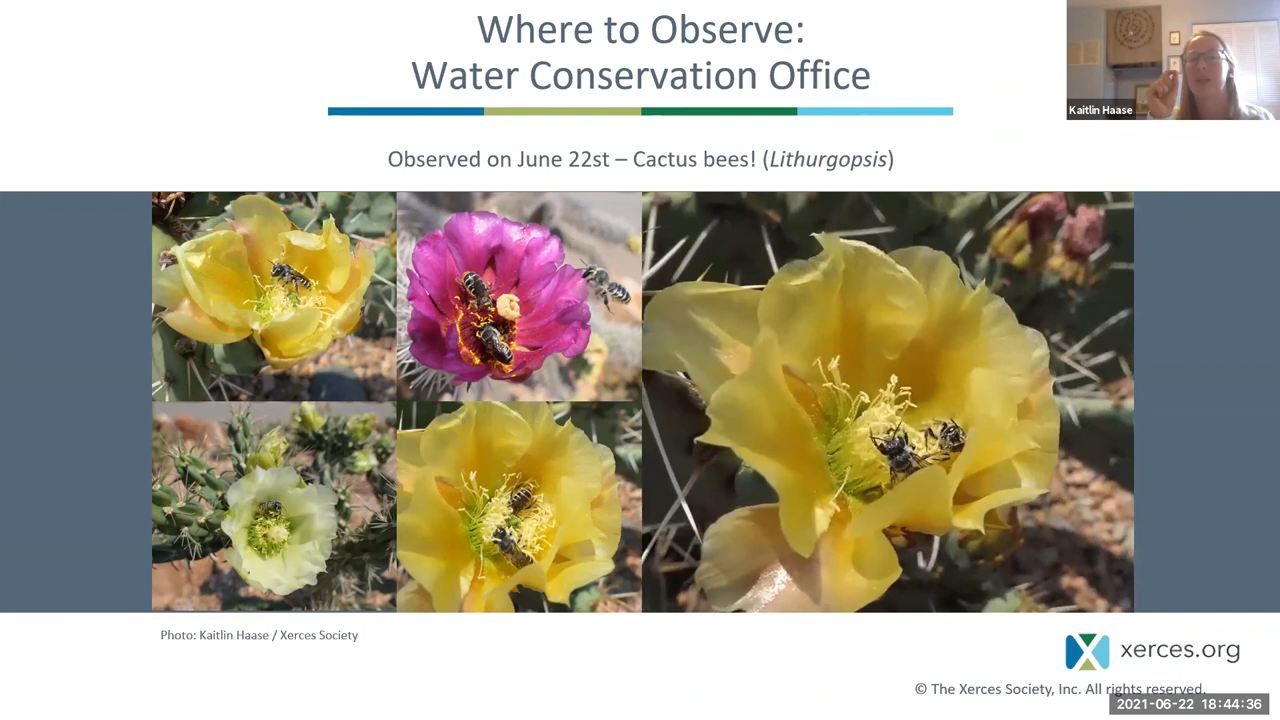 Where to Observe:
Water Conservation Office
Kaitlin Haase
Observed on June 22st – Cactus bees! (Lithurgopsis)
Photo: Kaitlin Haase / Xerces Society
xerces.org
© The Xerces Society, Inc. All rights reserved.
2021-06-22 18:44:36